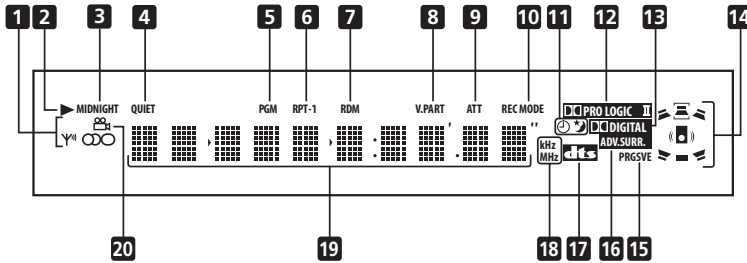 1 2 3 4 5 6 7 8 9 10 11 12 13 14
MIDNIGHT QUIET PGM RPT-1 RDM V.PART ATT REC MODE PRO LOGIC II
DIGITAL
kHz dts ADV.SURR.
MHz PRGSVE
20 19 18 17 16 15